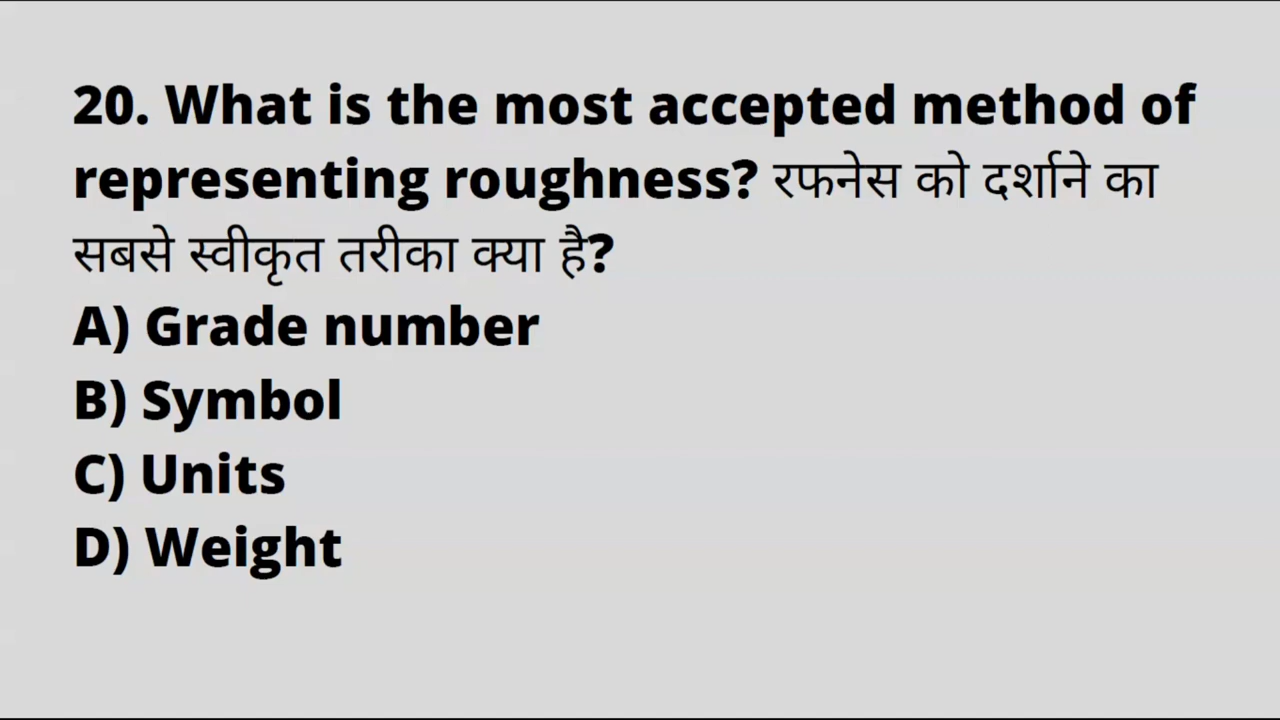 20. What is the most accepted method of
representing roughness? रफनेस को दर्शाने का
सबसे स्वीकृत तरीका क्या है?
A) Grade number
B) Symbol
C) Units
D) Weight